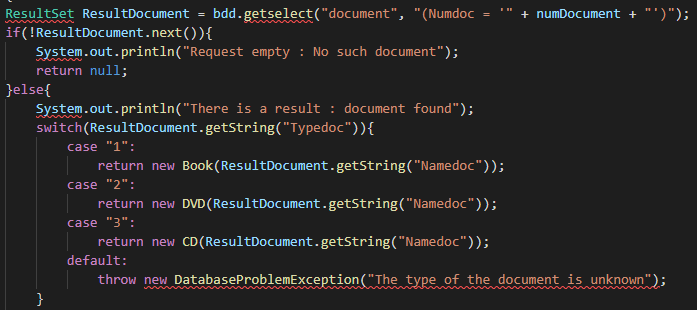 {
ResultSet ResultDocument = bdd.getselect("document", "(Numdoc = '" + numDocument + "')");
if(!ResultDocument.next()){
    System.out.println("Request empty : No such document");
    return null;
}else{
    System.out.println("There is a result : document found");
    switch(ResultDocument.getString("Typedoc")){
        case "1":
            return new Book(ResultDocument.getString("Namedoc"));
        case "2":
            return new DVD(ResultDocument.getString("Namedoc"));
        case "3":
            return new CD(ResultDocument.getString("Namedoc"));
        default:
            throw new DatabaseProblemException("The type of the document is unknown");
    }